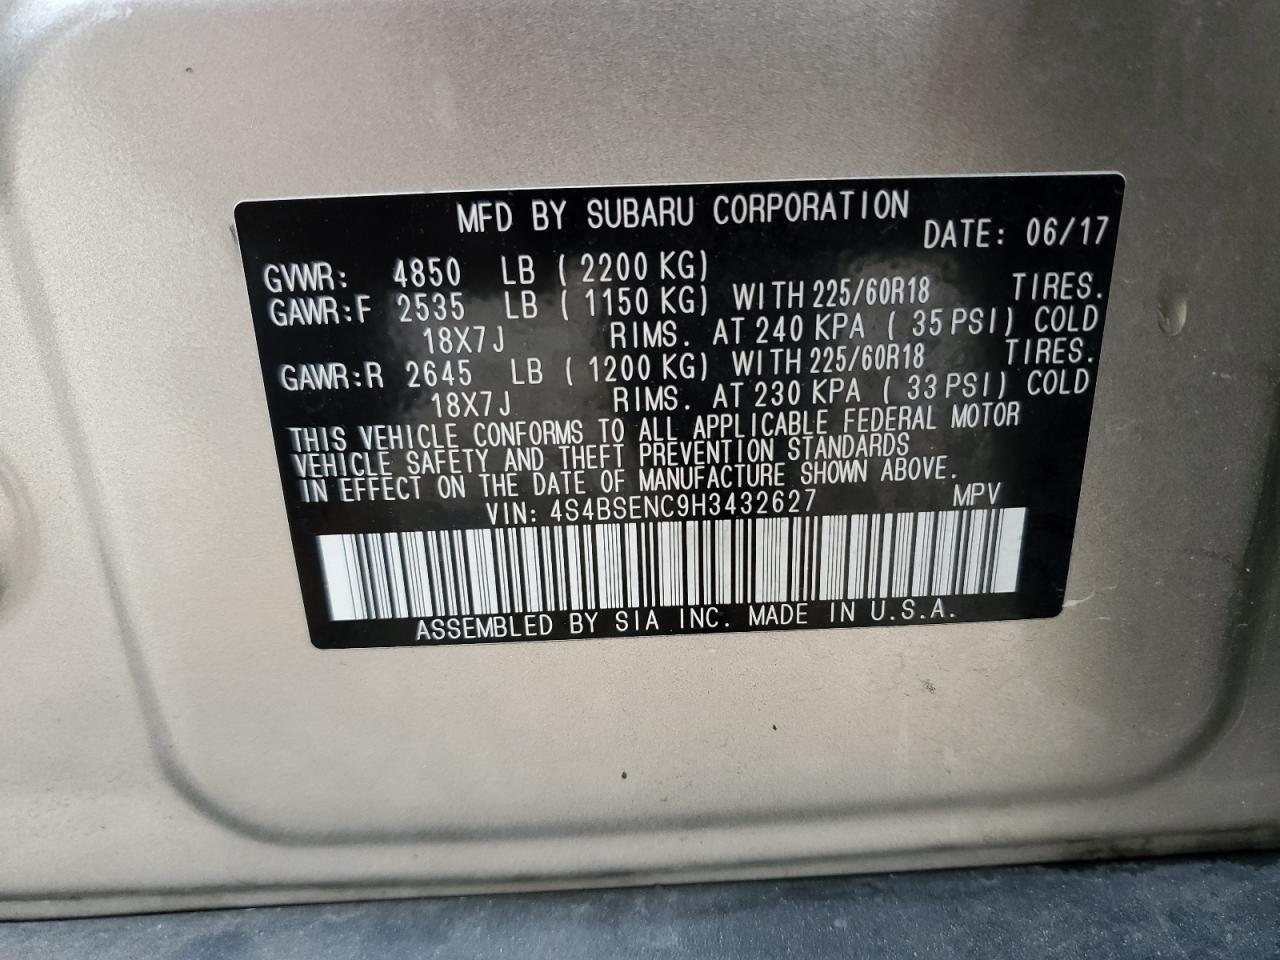 MFD BY SUBARU CORPORATION
DATE: 06/17
GVWR: 4850 LB ( 2200 KG)
GAWR:F 2535 LB ( 1150 KG) WITH 225/60R18 TIRES.
18X7J RIMS. AT 240 KPA ( 35 PSI) COLD
GAWR:R 2645 LB ( 1200 KG) WITH 225/60R18 TIRES.
18X7J RIMS. AT 230 KPA ( 33 PSI) COLD
THIS VEHICLE CONFORMS TO ALL APPLICABLE FEDERAL MOTOR
VEHICLE SAFETY AND THEFT PREVENTION STANDARDS
IN EFFECT ON THE DATE OF MANUFACTURE SHOWN ABOVE.
VIN: 4S4BSENC9H3432627 MPV
ASSEMBLED BY SIA INC. MADE IN U.S.A.